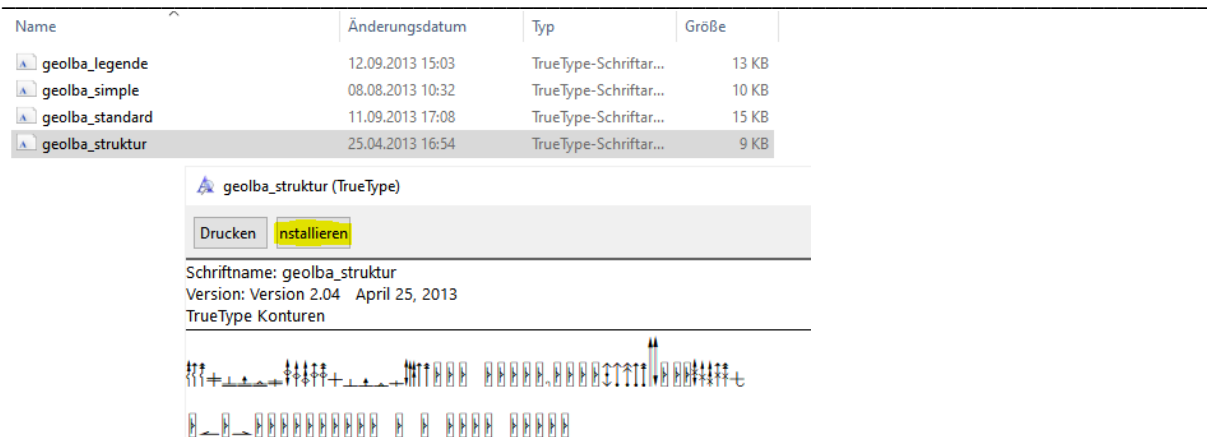 Name Änderungsdatum Typ Größe
geolba_legende 12.09.2013 15:03 TrueType-Schriftar... 13 KB
geolba_simple 08.08.2013 10:32 TrueType-Schriftar... 10 KB
geolba_standard 11.09.2013 17:08 TrueType-Schriftar... 15 KB
geolba_struktur 25.04.2013 16:54 TrueType-Schriftar... 9 KB
geolba_struktur (TrueType)
Drucken nstallieren
Schriftname: geolba_struktur
Version: Version 2.04 April 25, 2013
TrueType Konturen